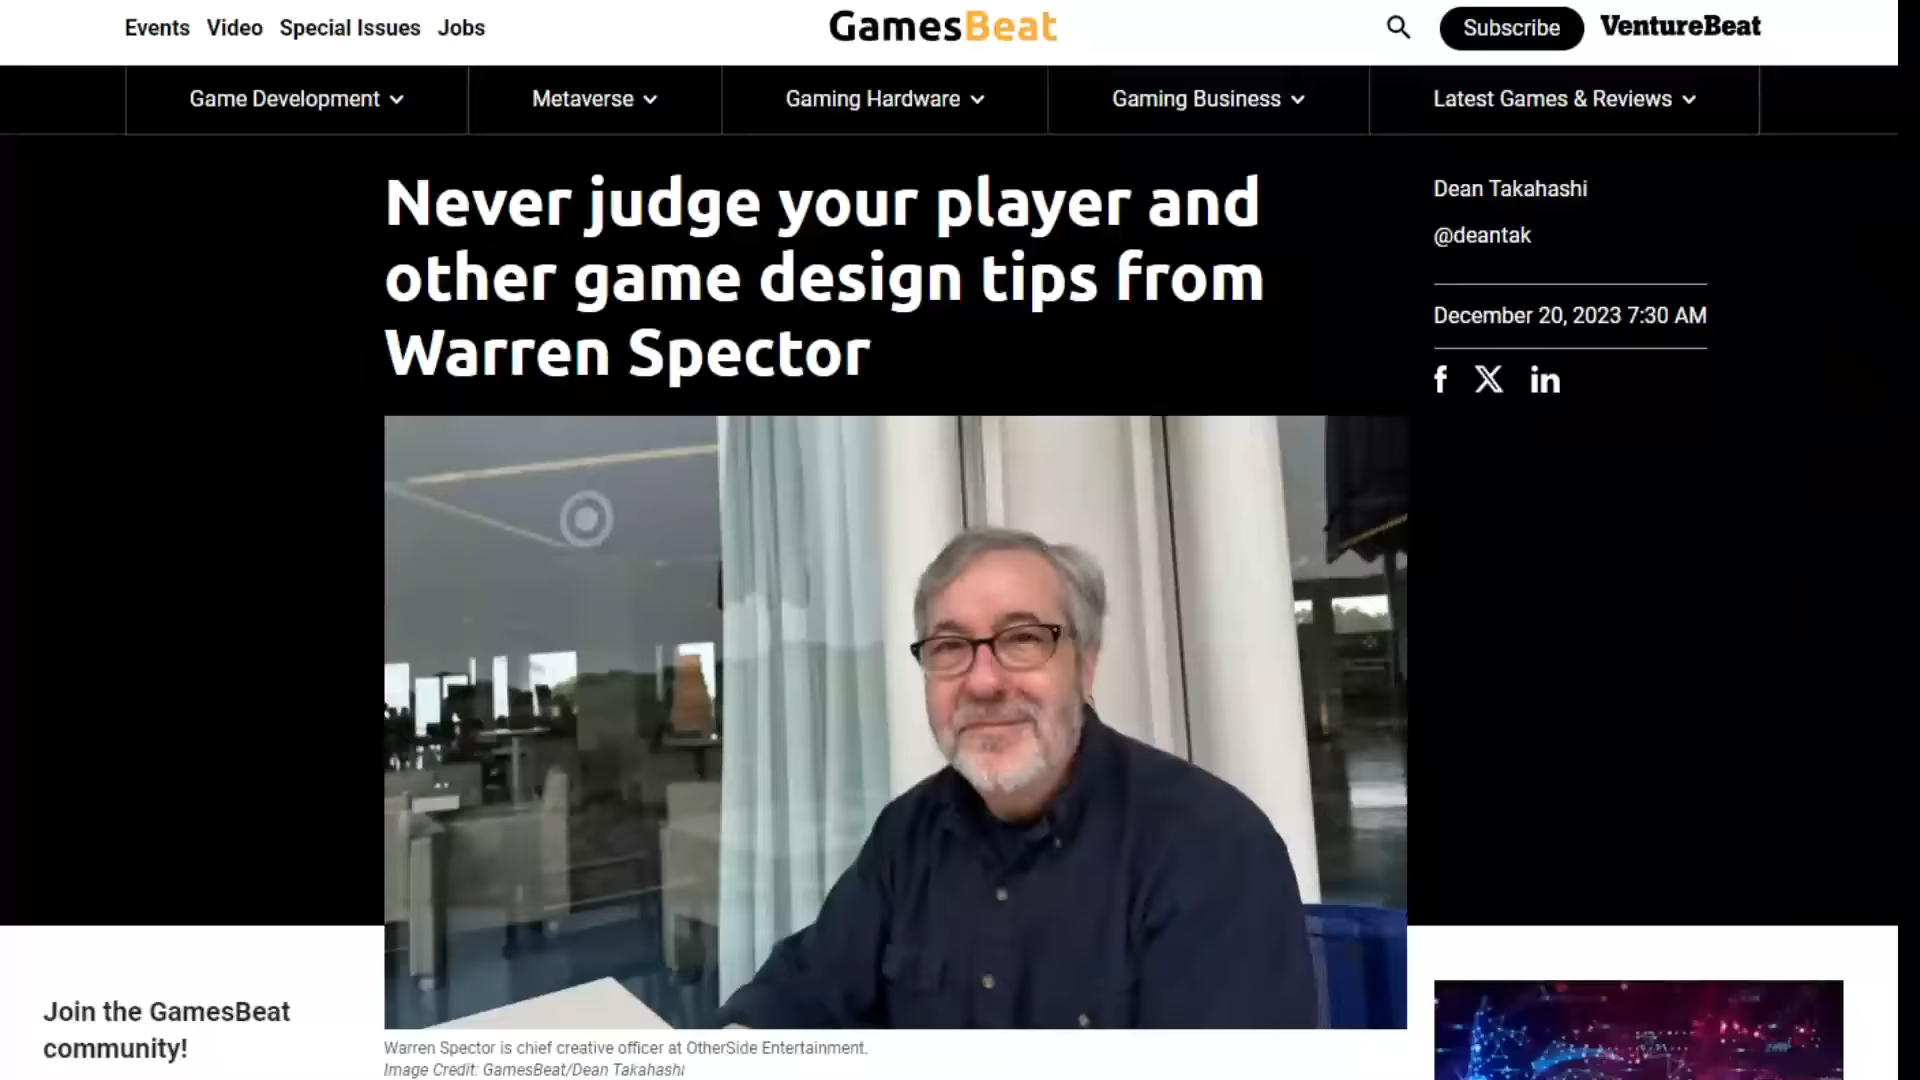 Events Video Special Issues Jobs
GamesBeat
Subscribe
VentureBeat
Game Development
Metaverse
Gaming Hardware
Gaming Business
Latest Games & Reviews
Never judge your player and
other game design tips from
Warren Spector
Dean Takahashi
@deantak
December 20, 2023 7:30 AM
f X in
Join the GamesBeat
community!
Warren Spector is chief creative officer at OtherSide Entertainment.
Image Credit: GamesBeat/Dean Takahashi